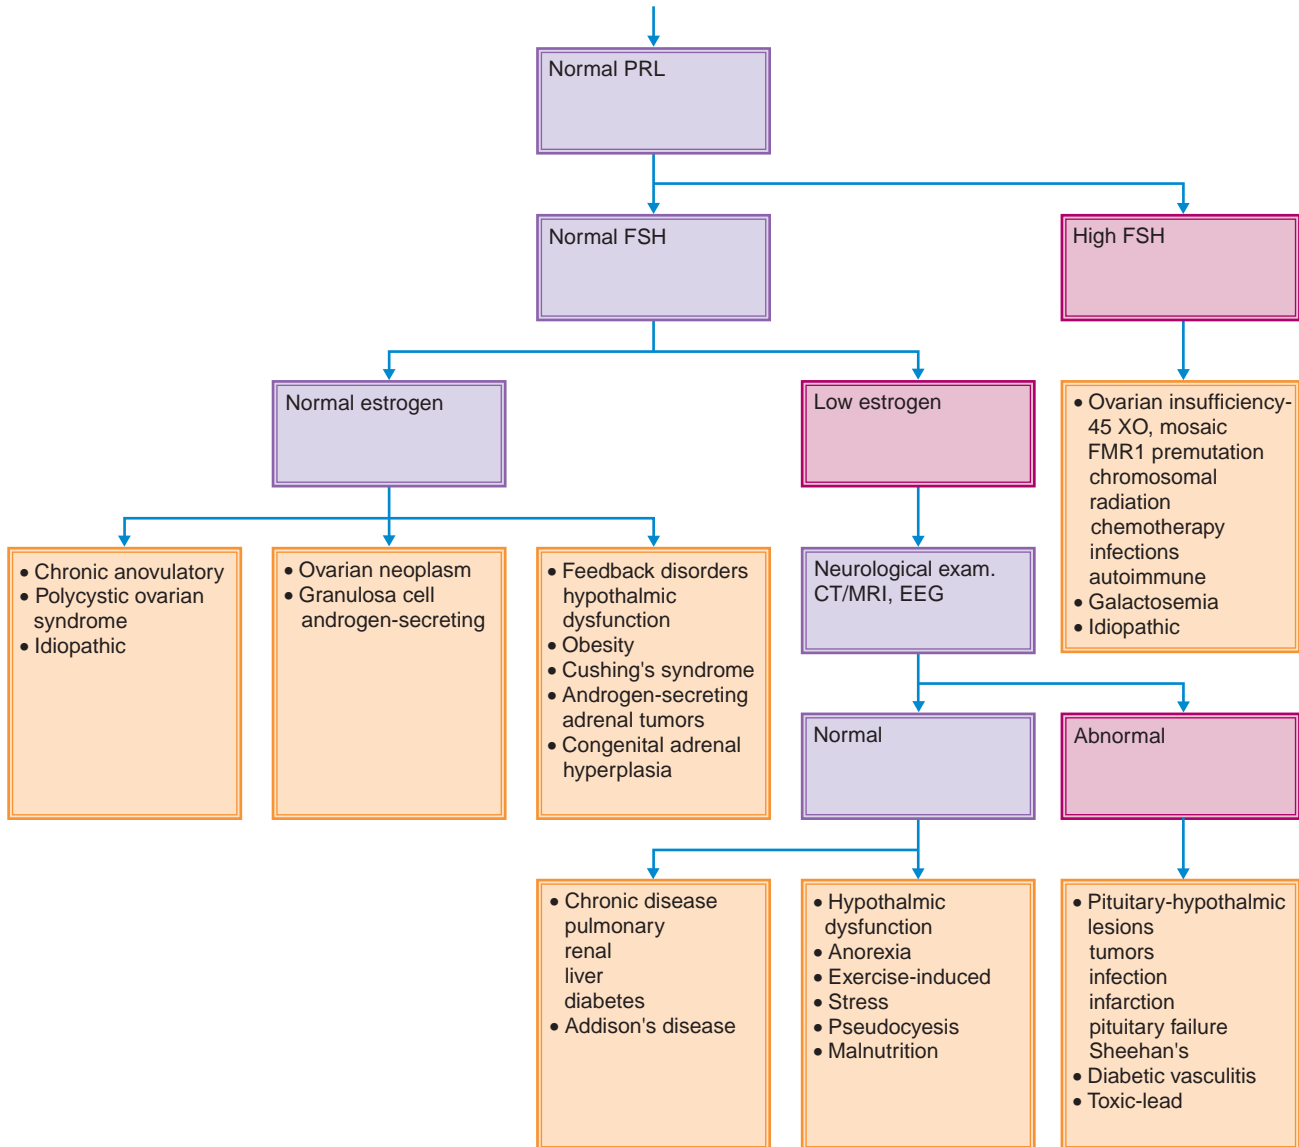 Normal PRL
Normal FSH
High FSH
Normal estrogen
Low estrogen
• Ovarian insufficiency-
45 XO, mosaic
FMR1 premutation
chromosomal
radiation
chemotherapy
infections
autoimmune
• Galactosemia
• Idiopathic
• Chronic anovulatory
• Polycystic ovarian
syndrome
• Idiopathic
• Ovarian neoplasm
• Granulosa cell
androgen-secreting
• Feedback disorders
hypothalmic
dysfunction
• Obesity
• Cushing's syndrome
• Androgen-secreting
adrenal tumors
• Congenital adrenal
hyperplasia
Neurological exam.
CT/MRI, EEG
Normal
Abnormal
• Chronic disease
pulmonary
renal
liver
diabetes
• Addison's disease
• Hypothalmic
dysfunction
• Anorexia
• Exercise-induced
• Stress
• Pseudocyesis
• Malnutrition
• Pituitary-hypothalmic
lesions
tumors
infection
infarction
pituitary failure
Sheehan's
• Diabetic vasculitis
• Toxic-lead